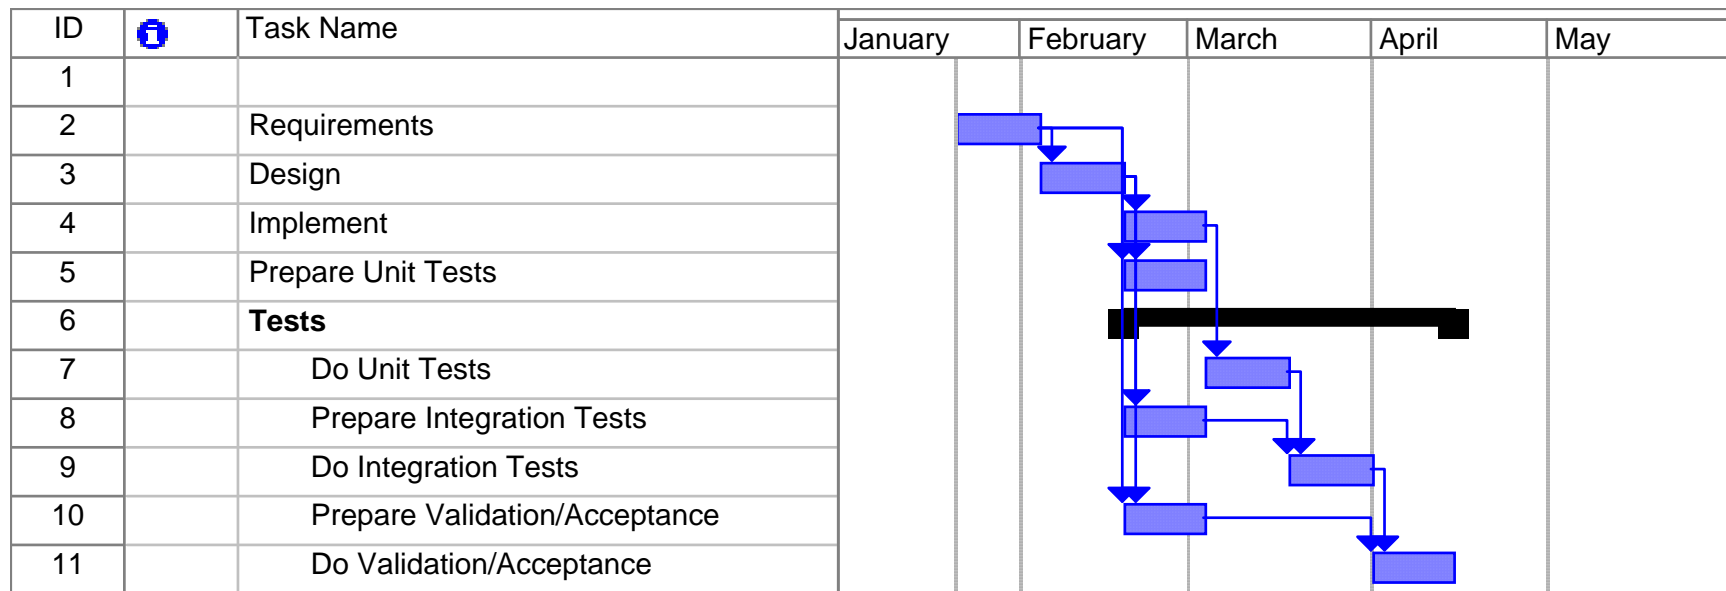 ID Task Name January February March April May
1
2 Requirements
3 Design
4 Implement
5 Prepare Unit Tests
6 Tests
7 Do Unit Tests
8 Prepare Integration Tests
9 Do Integration Tests
10 Prepare Validation/Acceptance
11 Do Validation/Acceptance